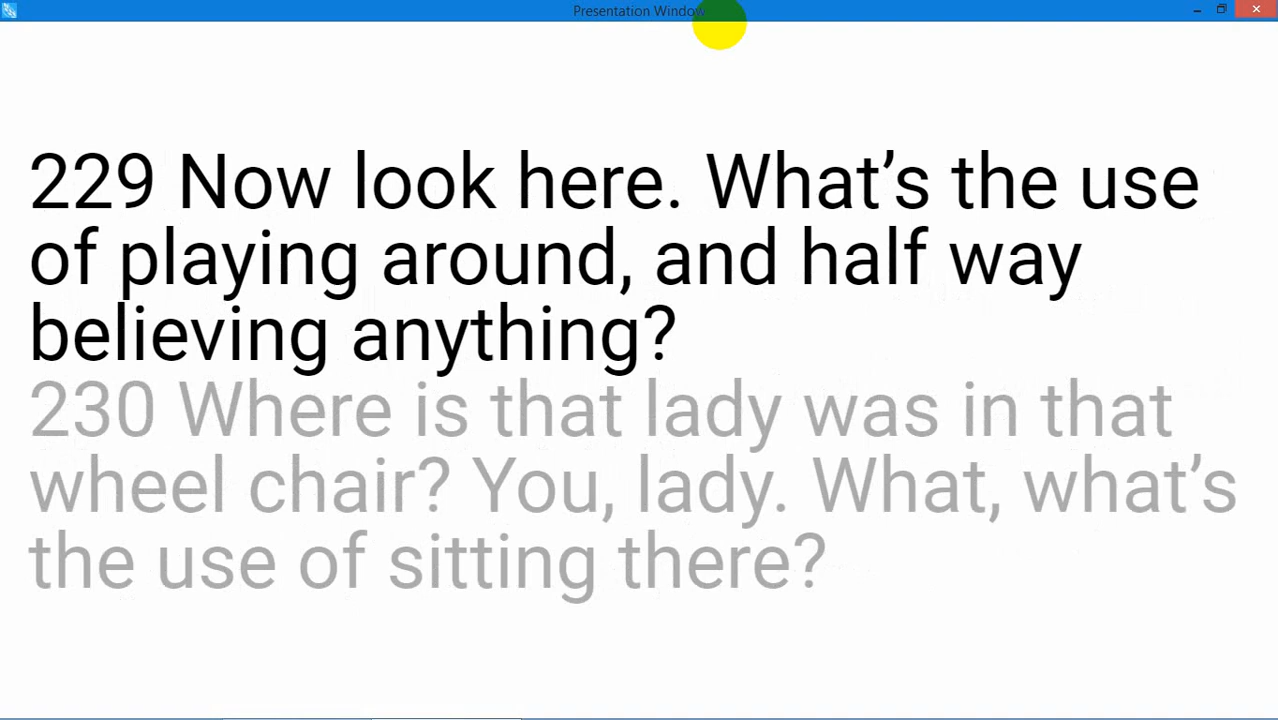 Presentation Window
229 Now look here. What’s the use
of playing around, and half way
believing anything?
230 Where is that lady was in that
wheel chair? You, lady. What, what’s
the use of sitting there?